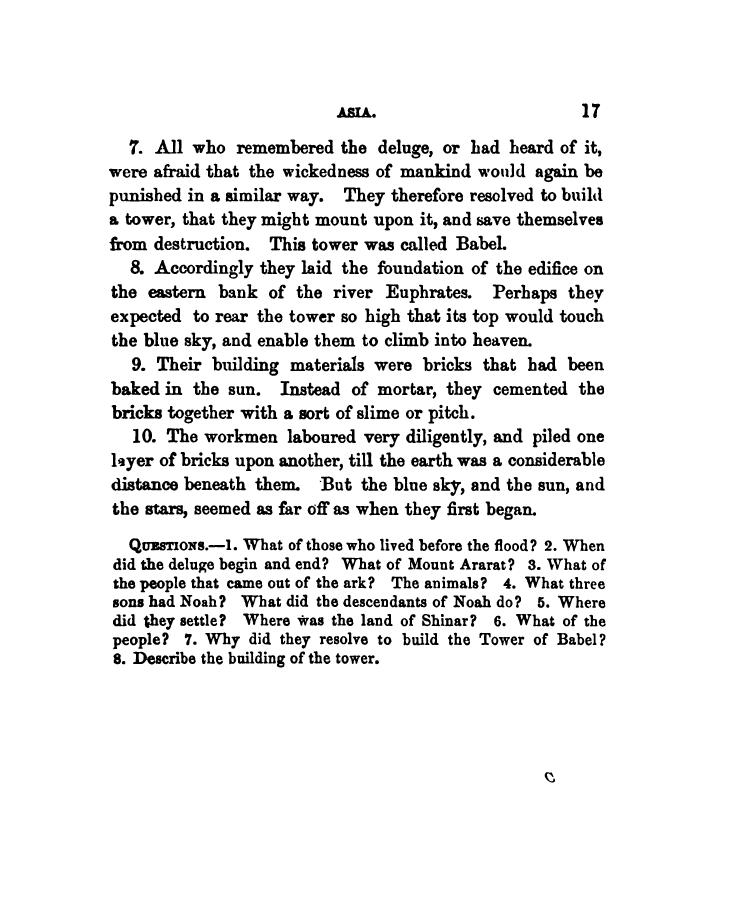 ASIA. 17
7. All who remembered the deluge, or had heard of it,
were afraid that the wickedness of mankind would again be
punished in a similar way. They therefore resolved to build
a tower, that they might mount upon it, and save themselves
from destruction. This tower was called Babel.
8. Accordingly they laid the foundation of the edifice on
the eastern bank of the river Euphrates. Perhaps they
expected to rear the tower so high that its top would touch
the blue sky, and enable them to climb into heaven.
9. Their building materials were bricks that had been
baked in the sun. Instead of mortar, they cemented the
bricks together with a sort of slime or pitch.
10. The workmen laboured very diligently, and piled one
layer of bricks upon another, till the earth was a considerable
distance beneath them. But the blue sky, and the sun, and
the stars, seemed as far off as when they first began.
QUESTIONS.—1. What of those who lived before the flood? 2. When
did the deluge begin and end? What of Mount Ararat? 3. What of
the people that came out of the ark? The animals? 4. What three
sons had Noah? What did the descendants of Noah do? 5. Where
did they settle? Where was the land of Shinar? 6. What of the
people? 7. Why did they resolve to build the Tower of Babel?
8. Describe the building of the tower.
C